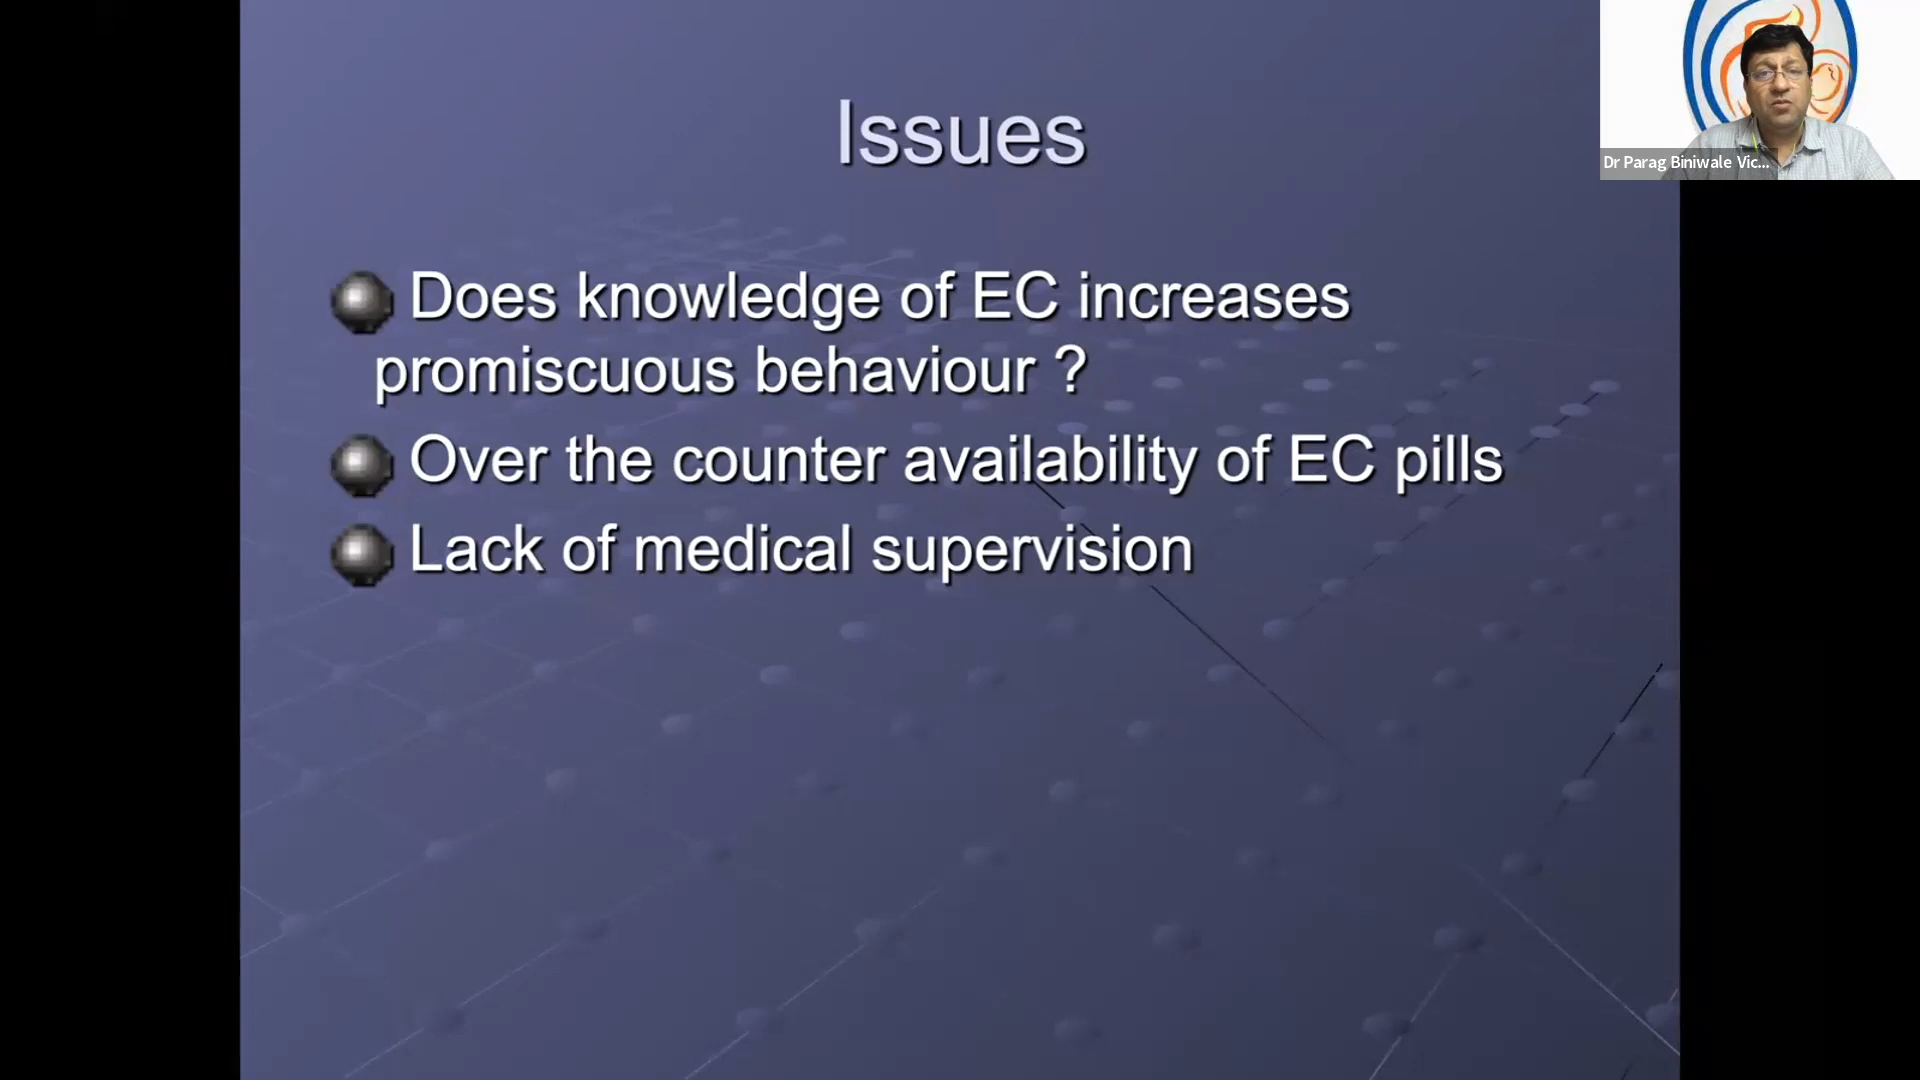 Issues
Does knowledge of EC increases
promiscuous behaviour ?
Over the counter availability of EC pills
Lack of medical supervision
Dr Parag Biniwale Vic...